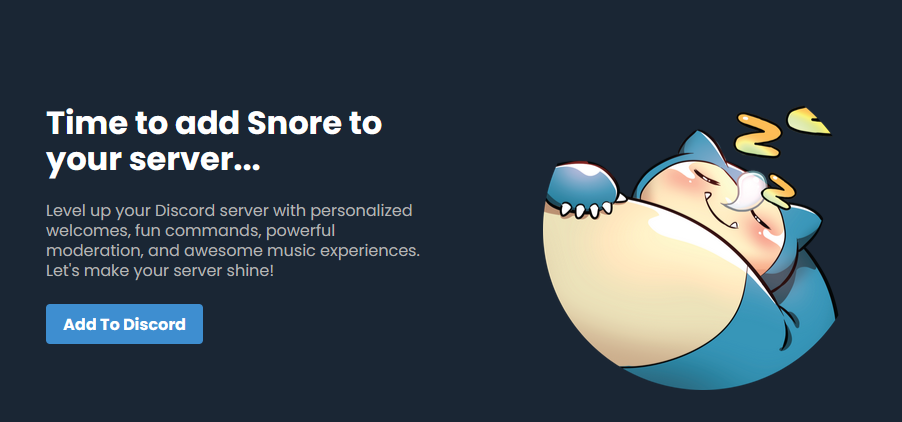 Time to add Snore to
your server...
Level up your Discord server with personalized
welcomes, fun commands, powerful
moderation, and awesome music experiences.
Let's make your server shine!
Add To Discord